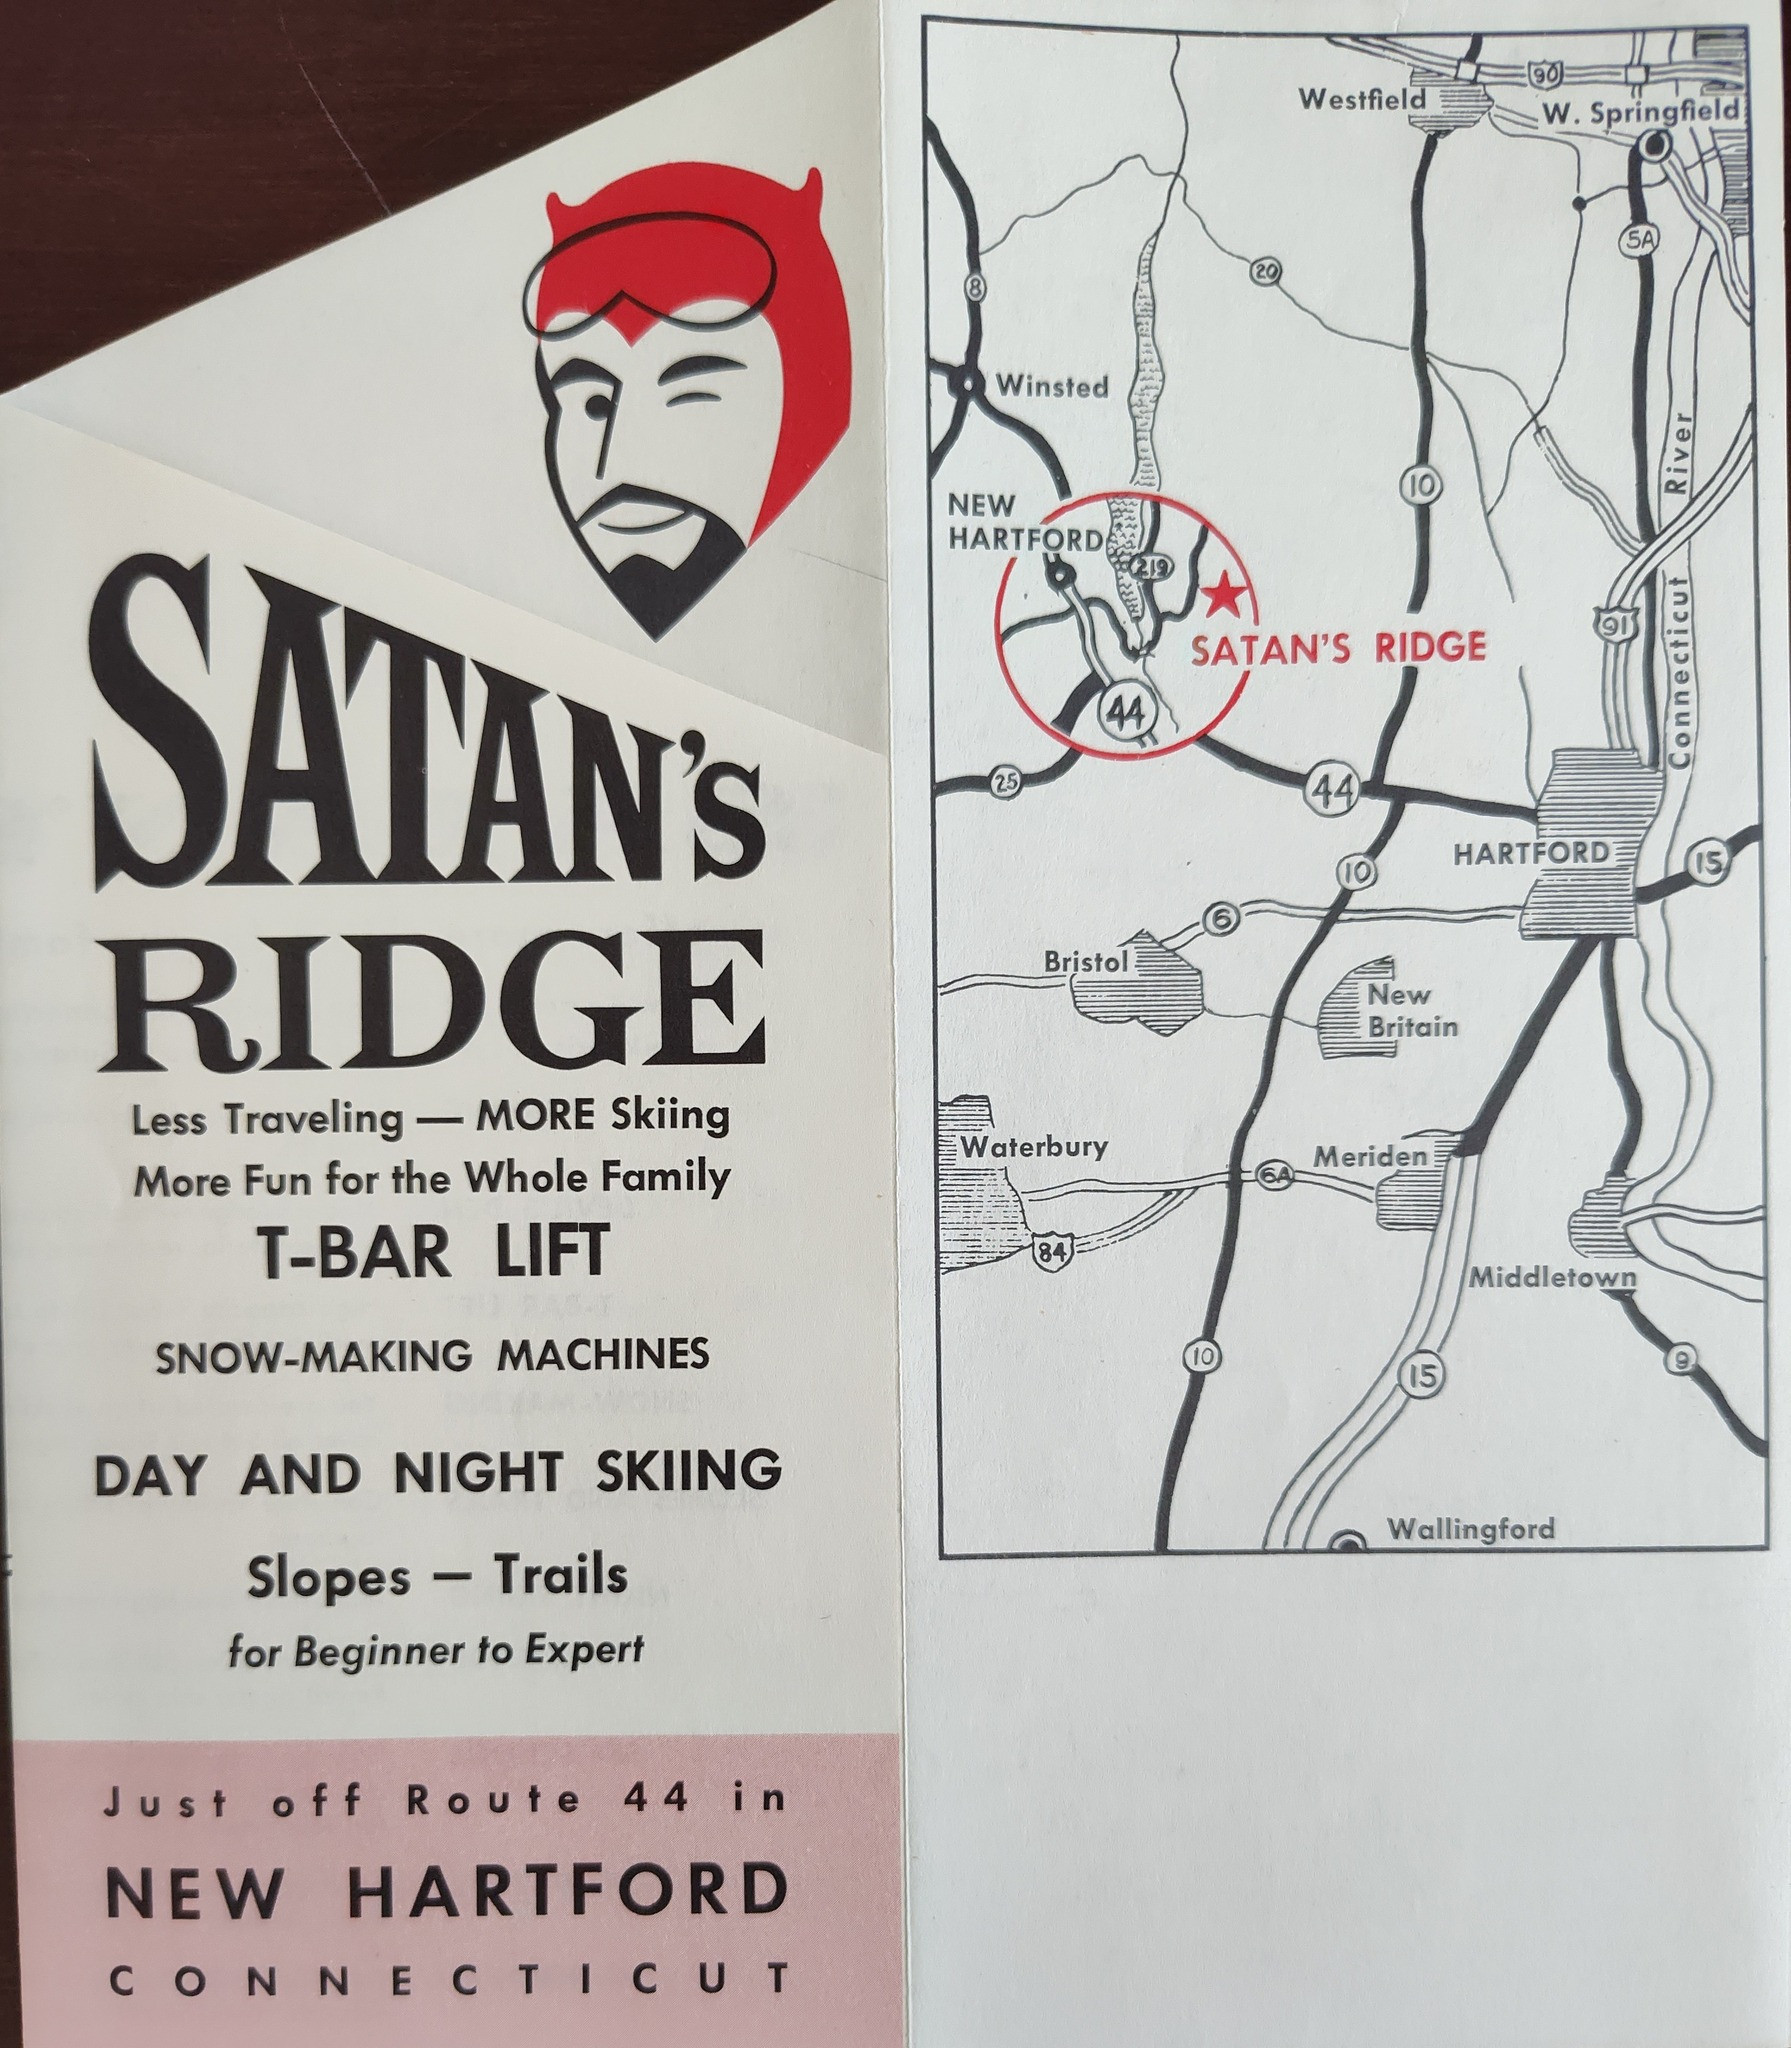 SATAN'S
RIDGE
Less Traveling — MORE Skiing
More Fun for the Whole Family
T-BAR LIFT
SNOW-MAKING MACHINES
DAY AND NIGHT SKIING
Slopes — Trails
for Beginner to Expert
Just off Route 44 in
NEW HARTFORD
CONNECTICUT
90
Westfield
W. Springfield
5A
20
8
Winsted
Connecticut River
10
NEW
HARTFORD
219
91
SATAN'S RIDGE
44
25
44
HARTFORD
15
10
6
Bristol
New
Britain
Waterbury
Meriden
6A
84
Middletown
10
15
9
Wallingford